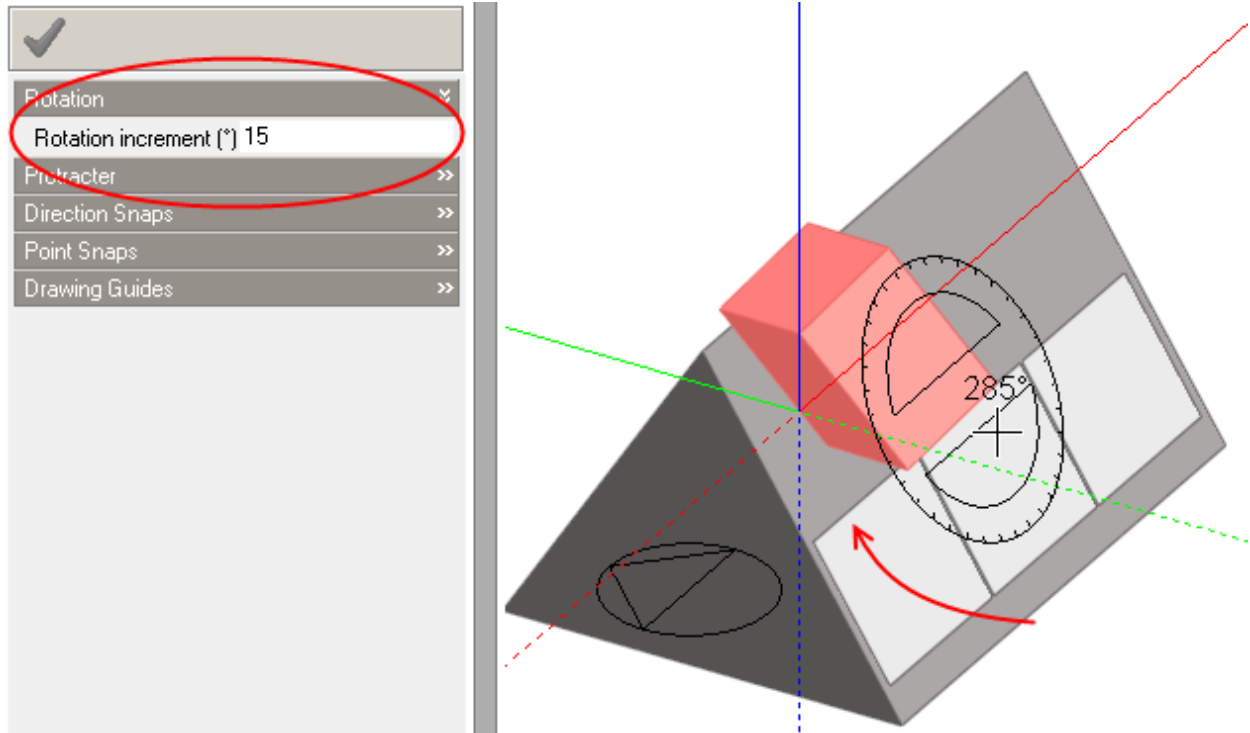 Rotation
Rotation increment (°) 15
Protracter
Direction Snaps
Point Snaps
Drawing Guides
285°